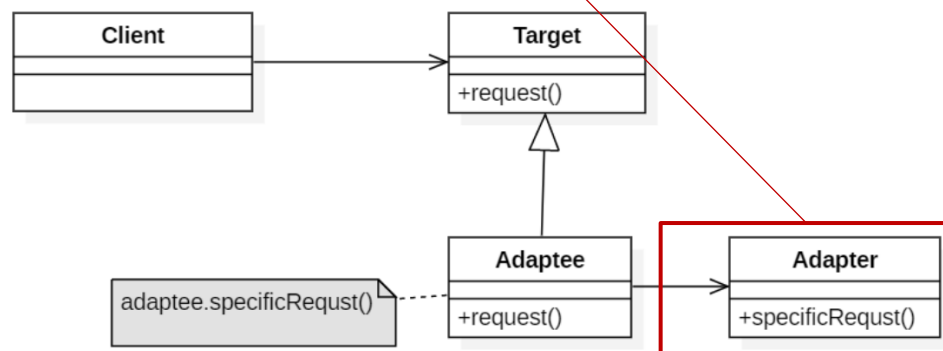 Client
Target
+request()
Adaptee
Adapter
adaptee.specificRequst()
+request()
+specificRequst()